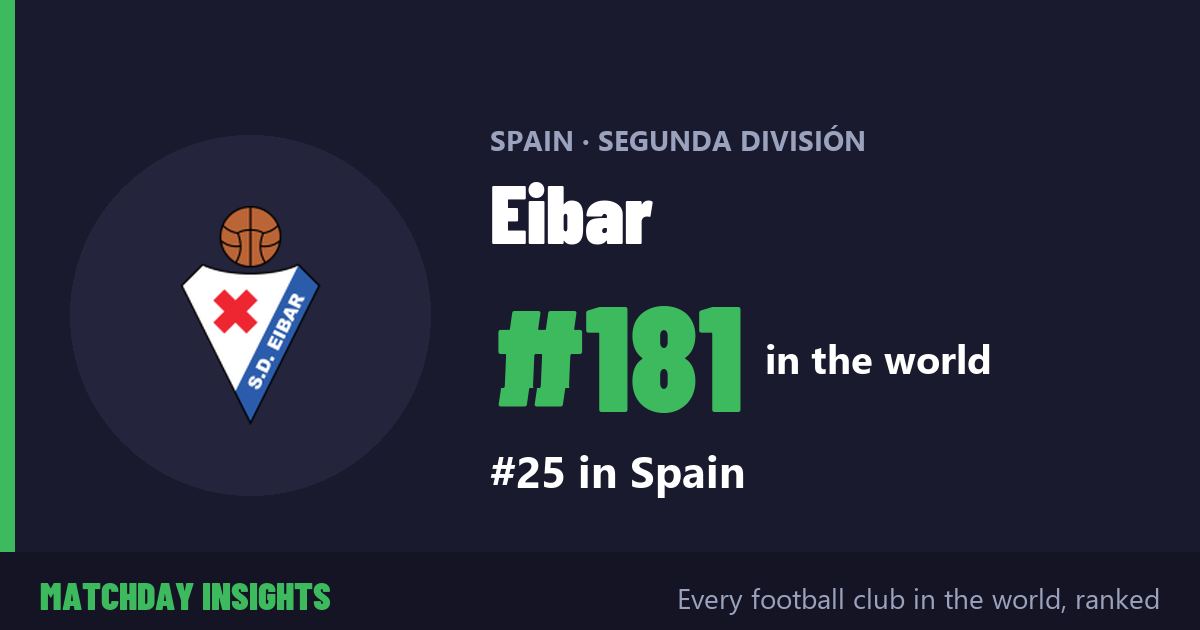 SPAIN · SEGUNDA DIVISIÓN
Eibar
#181 in the world
#25 in Spain
S.D. EIBAR
MATCHDAY INSIGHTS
Every football club in the world, ranked